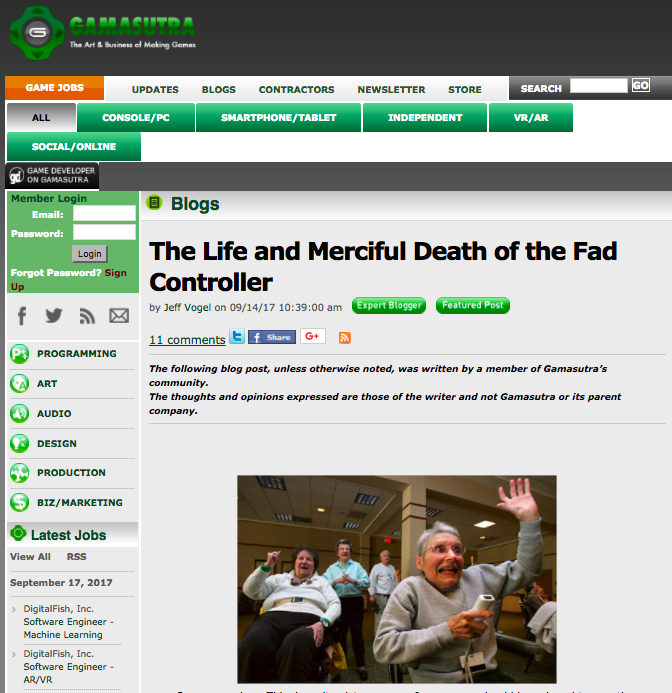 GAMASUTRA
The Art & Business of Making Games
GAME JOBS
UPDATES BLOGS CONTRACTORS NEWSLETTER STORE
SEARCH GO
ALL CONSOLE/PC SMARTPHONE/TABLET INDEPENDENT VR/AR
SOCIAL/ONLINE
gd GAME DEVELOPER
ON GAMASUTRA
Member Login
Email:
Password:
Login
Forgot Password? Sign
Up
PROGRAMMING
ART
AUDIO
DESIGN
PRODUCTION
BIZ/MARKETING
Latest Jobs
View All RSS
September 17, 2017
DigitalFish, Inc.
Software Engineer -
Machine Learning
DigitalFish, Inc.
Software Engineer -
AR/VR
Blogs
The Life and Merciful Death of the Fad
Controller
by Jeff Vogel on 09/14/17 10:39:00 am Expert Blogger Featured Post
11 comments Share G+
The following blog post, unless otherwise noted, was written by a member of Gamasutra's
community.
The thoughts and opinions expressed are those of the writer and not Gamasutra or its parent
company.